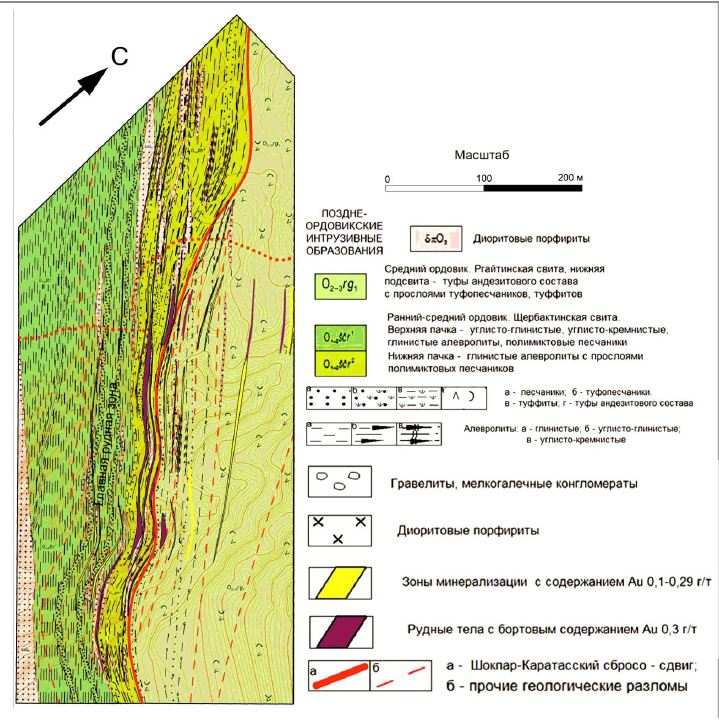 С
Масштаб
0 100 200 м
ПОЗДНЕ-
ОРДОВИКСКИЕ
ИНТРУЗИВНЫЕ
ОБРАЗОВАНИЯ
δπO₃ Диоритовые порфириты
O₂₋₃rg₁
Средний ордовик. Ргайтинская свита, нижняя
подсвита - туфы андезитового состава
с прослоями туфопесчаников, туффитов
Ранний-средний ордовик. Щербактинская свита.
Верхняя пачка - углисто-глинистые, углисто-кремнистые,
глинистые алевролиты, полимиктовые песчаники
Нижняя пачка - глинистые алевролиты с прослоями
полимиктовых песчаников
а б в г
а - песчаники; б - туфопесчаники.
в - туффиты; г - туфы андезитового состава
а б в
Алевролиты: а - глинистые; б - углисто-глинистые;
в - углисто-кремнистые
Гравелиты, мелкогалечные конгломераты
Диоритовые порфириты
Зоны минерализации с содержанием Au 0,1-0,29 г/т
Рудные тела с бортовым содержанием Au 0,3 г/т
а б
а - Шокпар-Каратасский сбросо - сдвиг;
б - прочие геологические разломы
Главная рудная зона